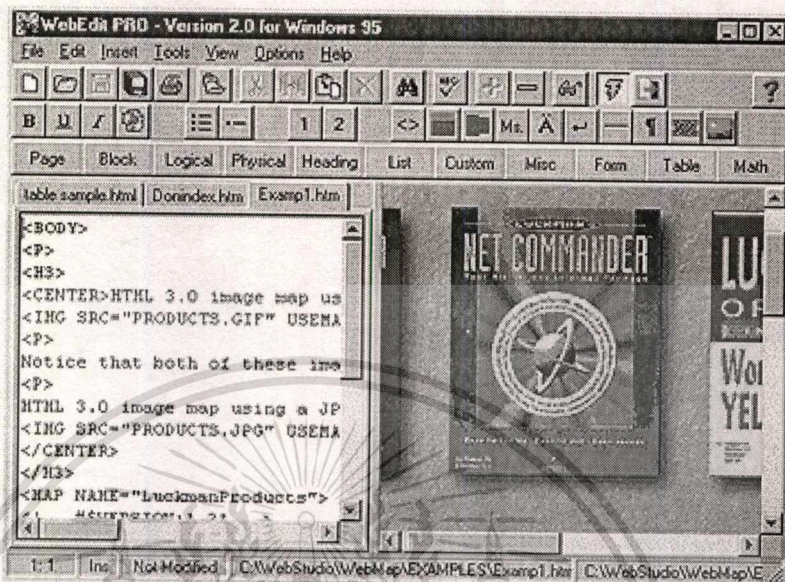 WebEdit PRO - Version 2.0 for Windows 95
File Edit Insert Tools View Options Help
B U I 1 2 <> Ms. Ä ¶ ?
Page Block Logical Physical Heading List Custom Misc Form Table Math
table sample.html Donindex.htm Examp1.htm
<BODY>
<P>
<H3>
<CENTER>HTML 3.0 image map us
<IMG SRC="PRODUCTS.GIF" USEMA
<P>
Notice that both of these ima
<P>
HTML 3.0 image map using a JP
<IMG SRC="PRODUCTS.JPG" USEMA
</CENTER>
</H3>
<MAP NAME="LuckmanProducts">
LUCKMAN'S
NET COMMANDER
LU
O F
Wor
YEL
1: 1 Ins Not Modified C:\WebStudio\WebMap\EXAMPLES\Examp1.htm C:\WebStudio\WebMap\E